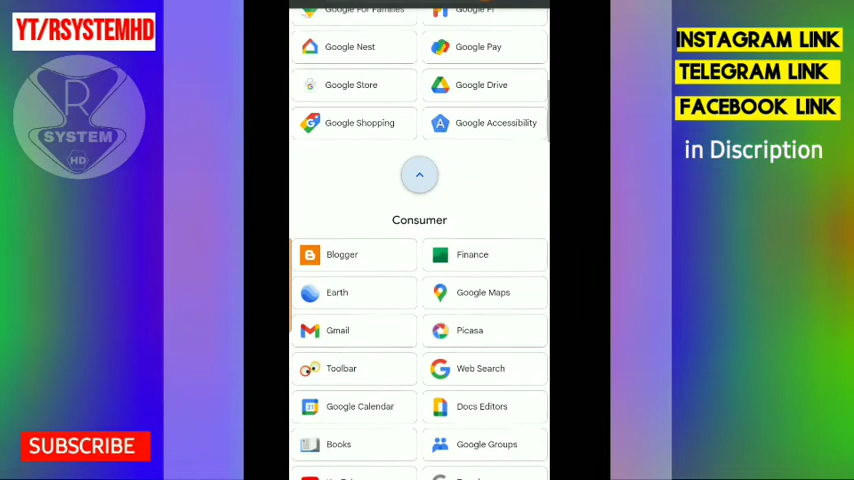 YT/RSYSTEMHD
R
SYSTEM
HD
INSTAGRAM LINK
TELEGRAM LINK
FACEBOOK LINK
in Discription
SUBSCRIBE
Google For Families
Google Fi
Google Nest
Google Pay
Google Store
Google Drive
Google Shopping
Google Accessibility
Consumer
Blogger
Finance
Earth
Google Maps
Gmail
Picasa
Toolbar
Web Search
31
Google Calendar
Docs Editors
Books
Google Groups